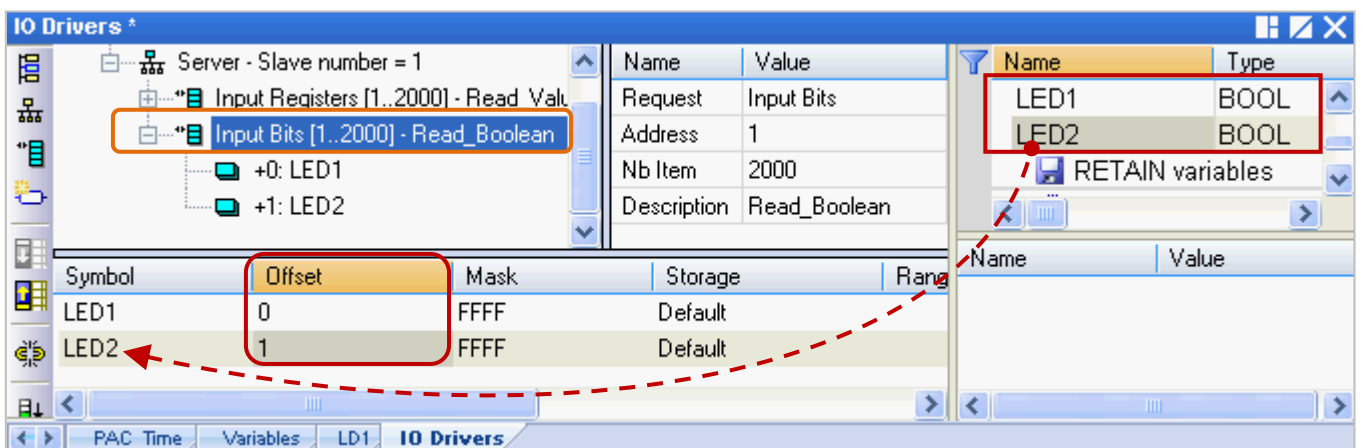 IO Drivers *
Server - Slave number = 1
Input Registers [1..2000] - Read_Valu
Input Bits [1..2000] - Read_Boolean
+0: LED1
+1: LED2
Name Value
Request Input Bits
Address 1
Nb Item 2000
Description Read_Boolean
Name Type
LED1 BOOL
LED2 BOOL
RETAIN variables
Symbol Offset Mask Storage Rang
LED1 0 FFFF Default
LED2 1 FFFF Default
Name Value
PAC Time Variables LD1 IO Drivers